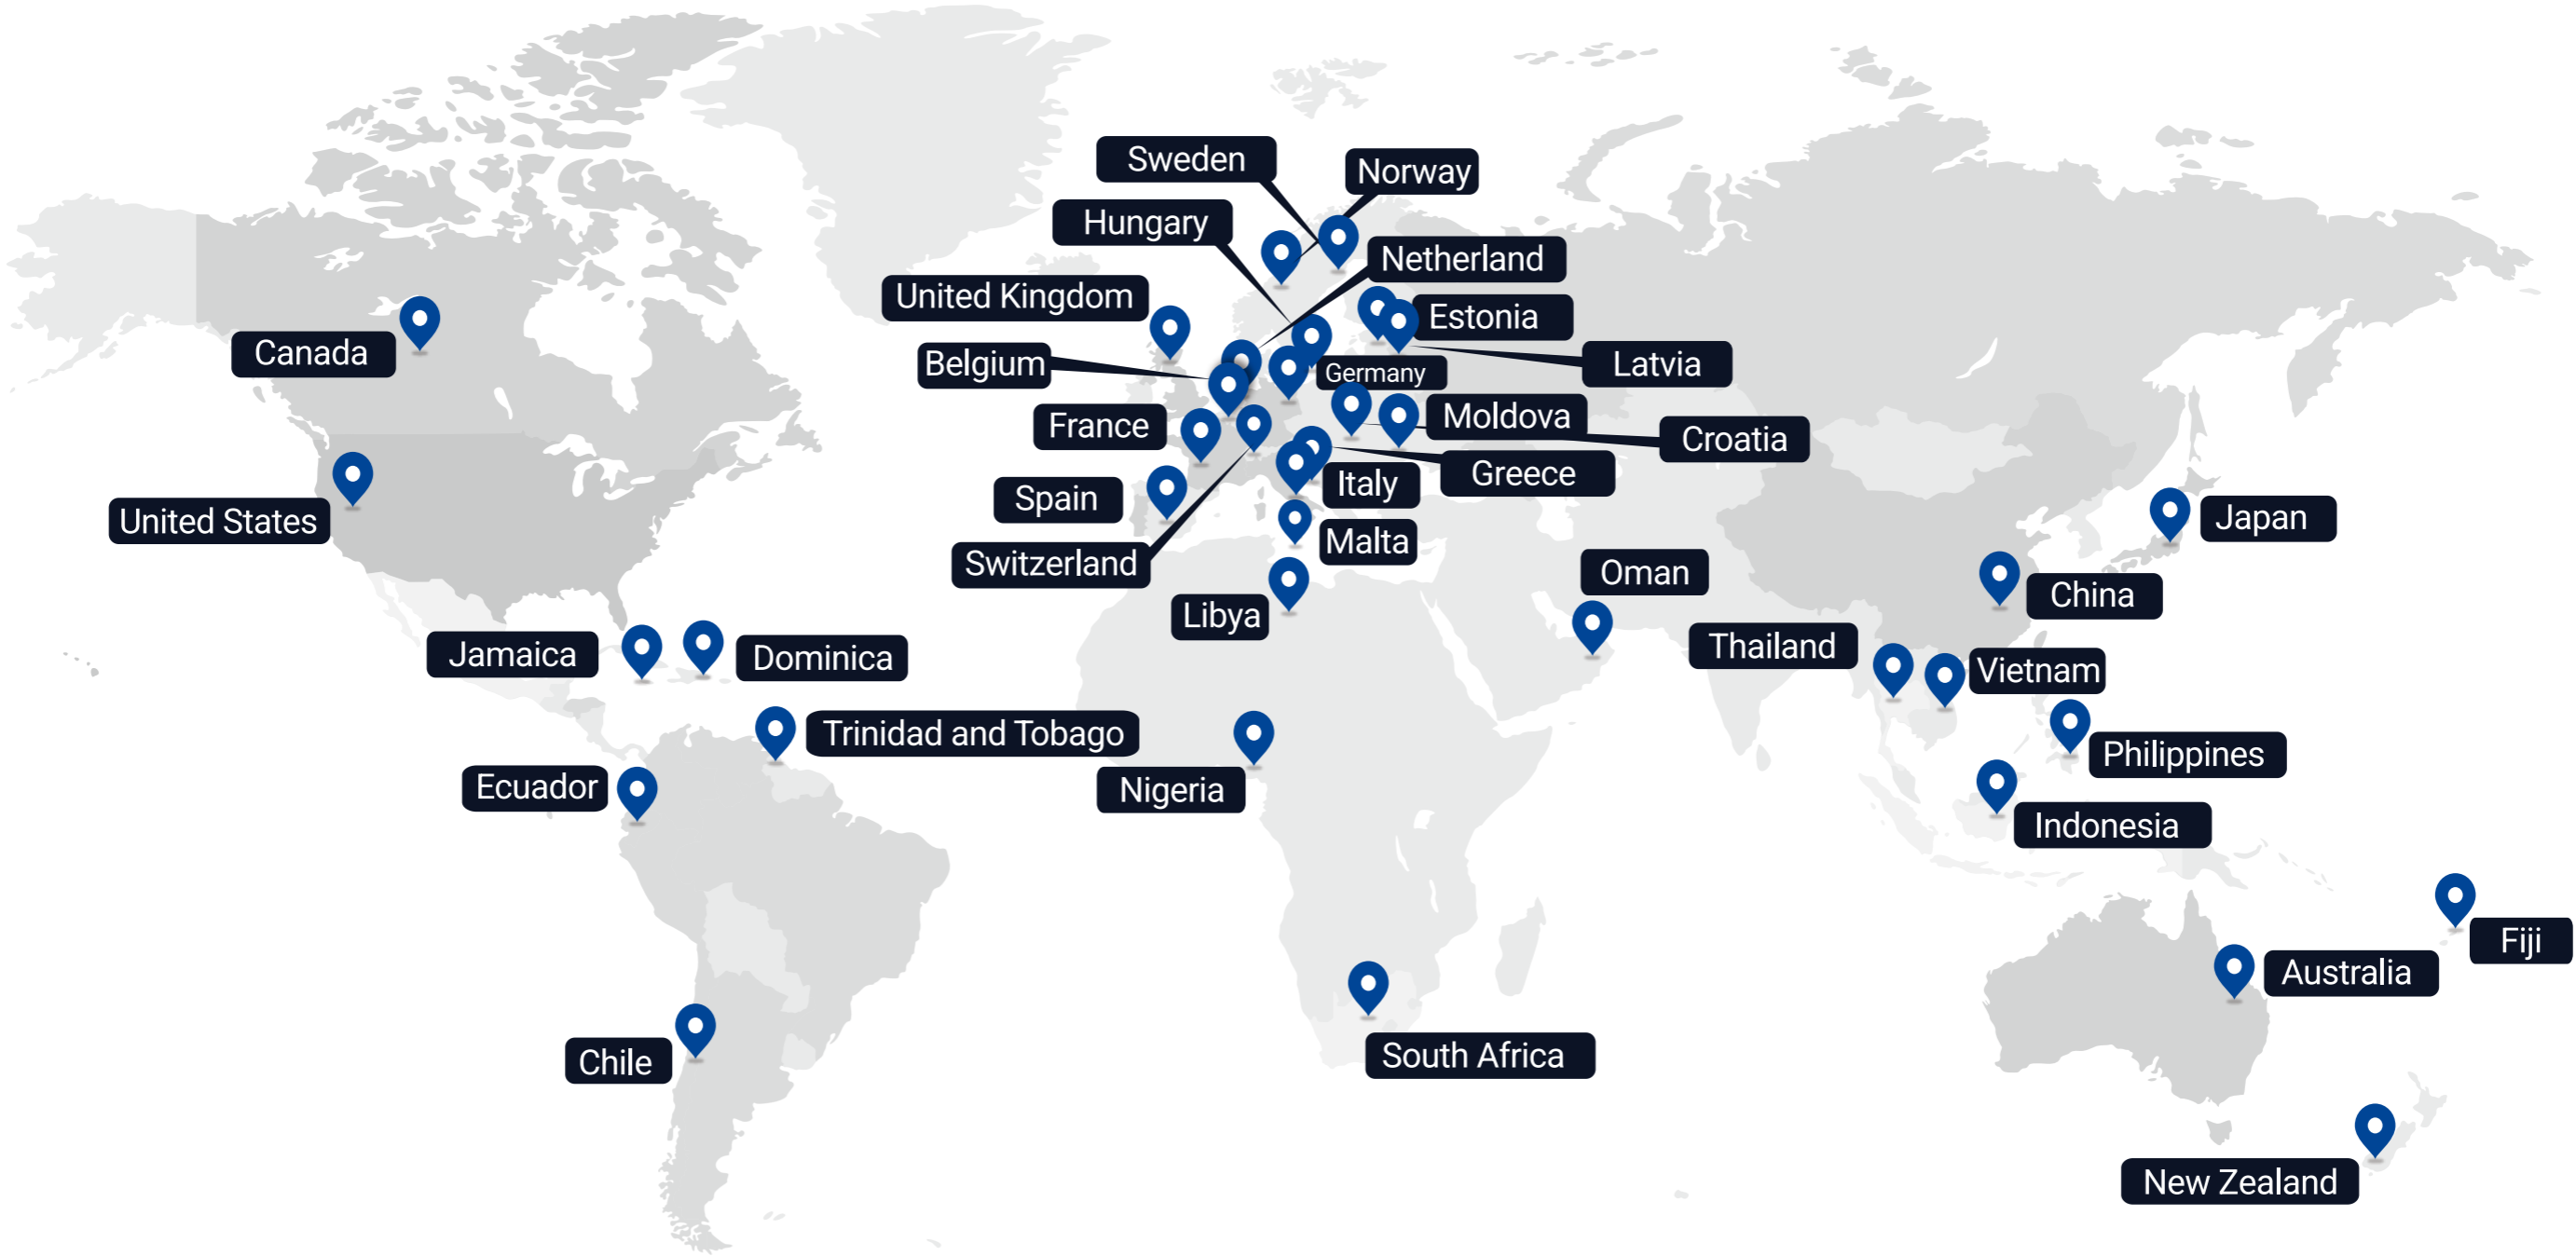 Sweden
Norway
Hungary
Netherland
United Kingdom
Estonia
Canada
Belgium
Germany
Latvia
France
Moldova
Croatia
Greece
Spain
Italy
United States
Japan
Malta
Switzerland
Oman
China
Libya
Jamaica
Dominica
Thailand
Vietnam
Trinidad and Tobago
Philippines
Ecuador
Nigeria
Indonesia
Fiji
Australia
Chile
South Africa
New Zealand